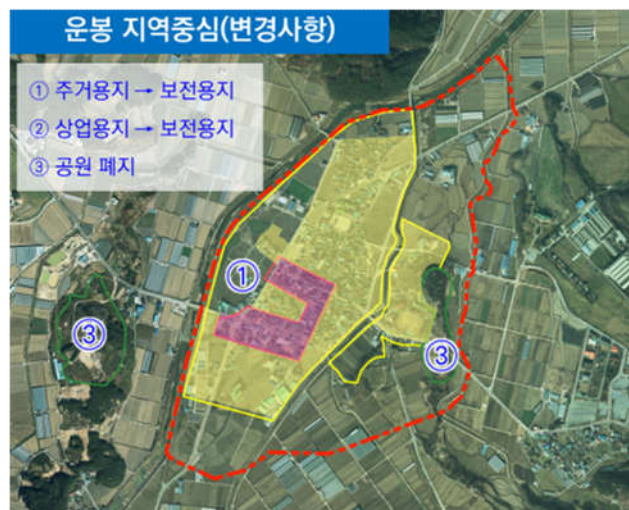 운봉 지역중심(변경사항)
① 주거용지 → 보전용지
② 상업용지 → 보전용지
③ 공원 폐지
①
③
③